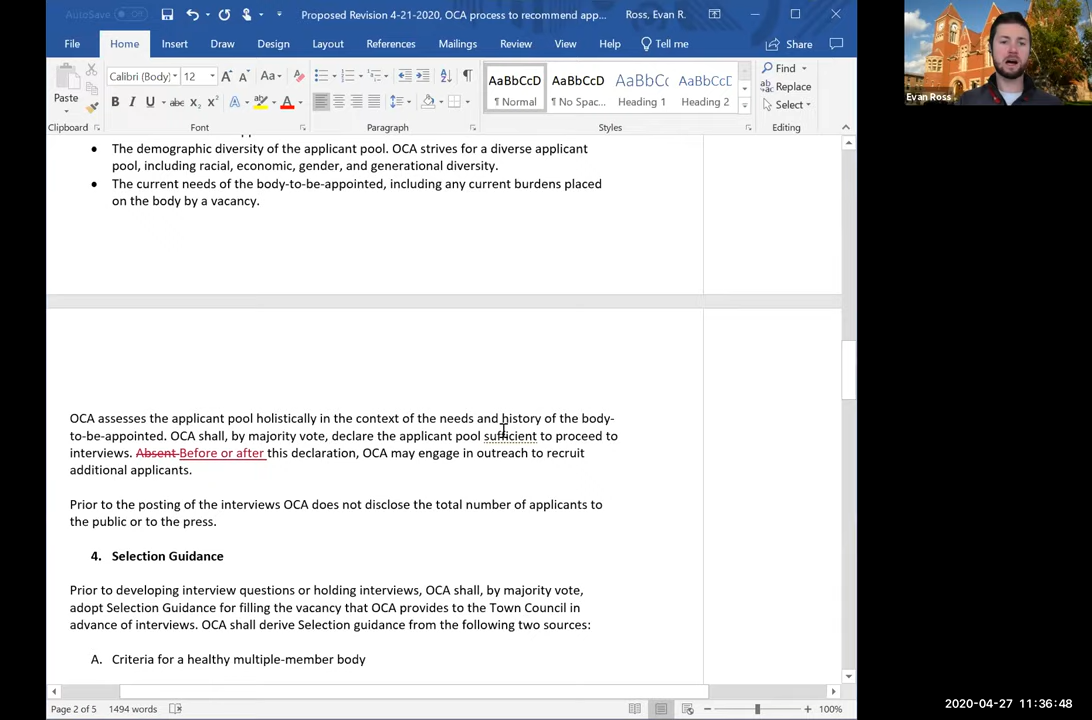 AutoSave Off Proposed Revision 4-21-2020, OCA process to recommend app... Ross, Evan R.
File Home Insert Draw Design Layout References Mailings Review View Help Tell me Share
Paste Calibri (Body) 12 A A Aa A AaBbCcD AaBbCcD AaBbCc AaBbCcD Find
B I U abc x₂ x² A A ¶ Normal ¶ No Spac... Heading 1 Heading 2 Replace
Select
Clipboard Font Paragraph Styles Editing
• The demographic diversity of the applicant pool. OCA strives for a diverse applicant
pool, including racial, economic, gender, and generational diversity.
• The current needs of the body-to-be-appointed, including any current burdens placed
on the body by a vacancy.
OCA assesses the applicant pool holistically in the context of the needs and history of the body-
to-be-appointed. OCA shall, by majority vote, declare the applicant pool sufficient to proceed to
interviews. Absent Before or after this declaration, OCA may engage in outreach to recruit
additional applicants.
Prior to the posting of the interviews OCA does not disclose the total number of applicants to
the public or to the press.
4. Selection Guidance
Prior to developing interview questions or holding interviews, OCA shall, by majority vote,
adopt Selection Guidance for filling the vacancy that OCA provides to the Town Council in
advance of interviews. OCA shall derive Selection guidance from the following two sources:
A. Criteria for a healthy multiple-member body
Page 2 of 5 1494 words 100%
Evan Ross
2020-04-27 11:36:48